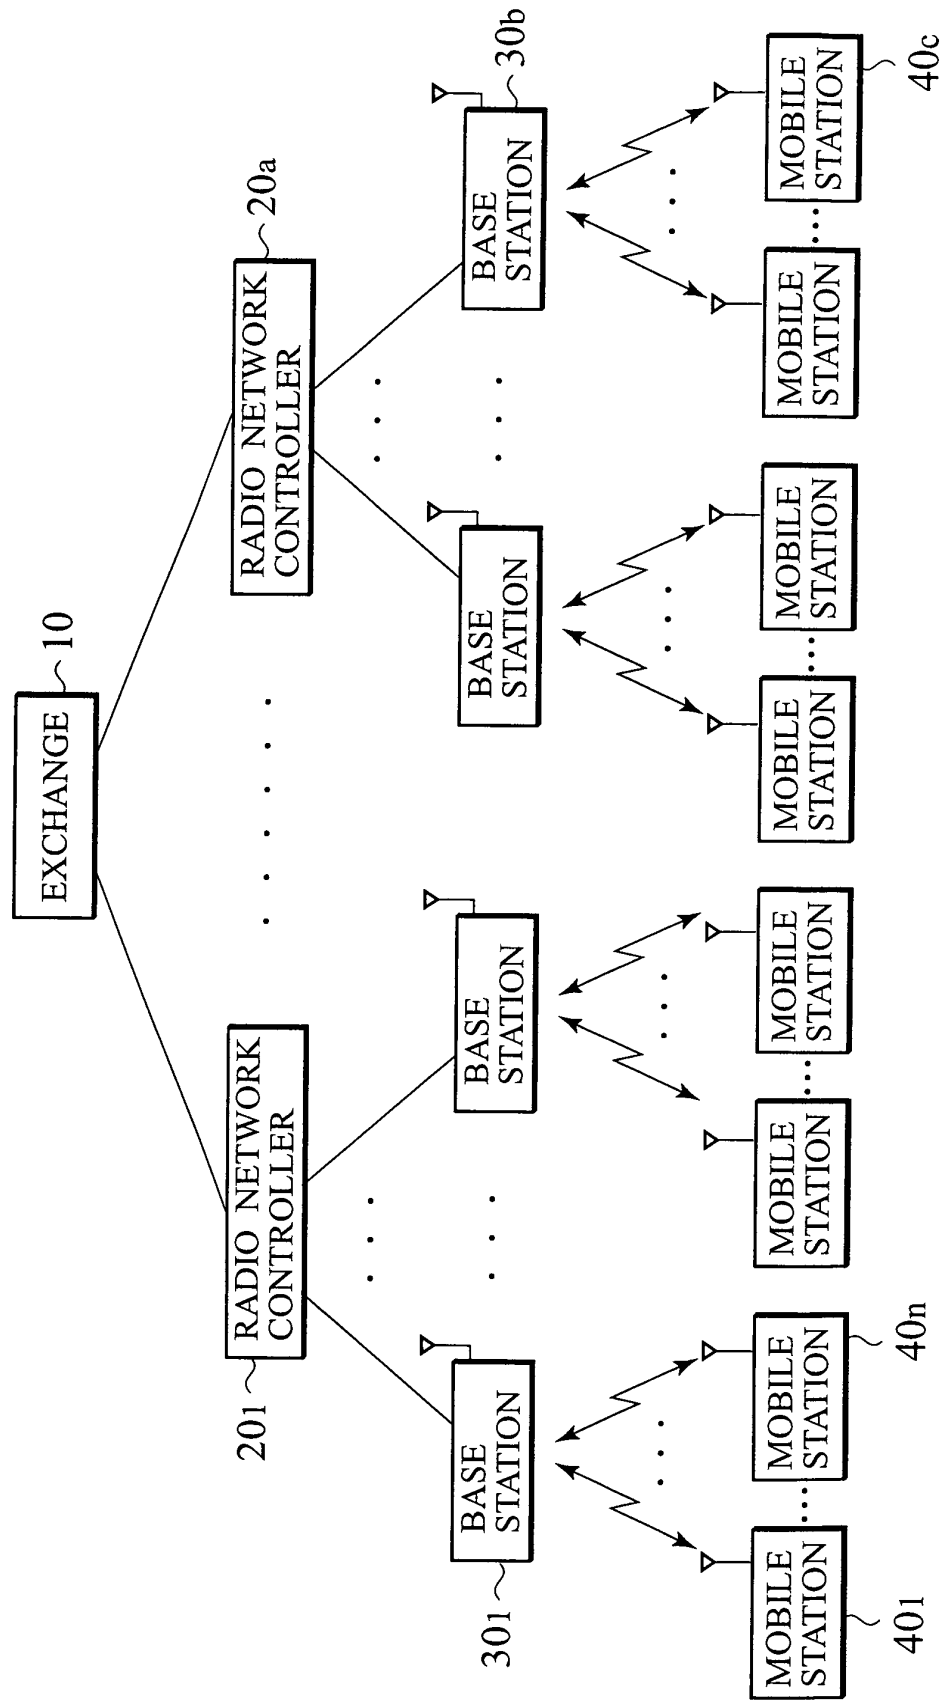 EXCHANGE
10
RADIO NETWORK
CONTROLLER
201
RADIO NETWORK
CONTROLLER
20a
BASE
STATION
301
BASE
STATION
BASE
STATION
BASE
STATION
30b
MOBILE
STATION
401
MOBILE
STATION
40n
MOBILE
STATION
MOBILE
STATION
MOBILE
STATION
MOBILE
STATION
MOBILE
STATION
MOBILE
STATION
40c